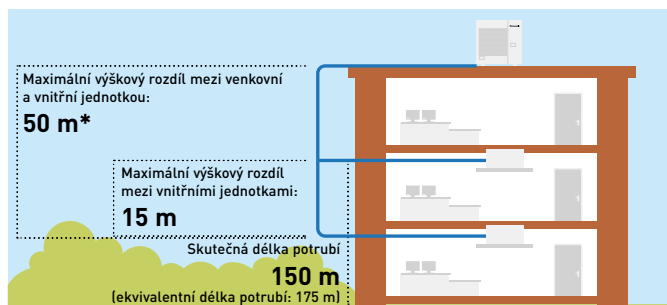 Maximální výškový rozdíl mezi venkovní
a vnitřní jednotkou:
50 m*
Maximální výškový rozdíl
mezi vnitřními jednotkami:
15 m
Skutečná délka potrubí
150 m
(ekvivalentní délka potrubí: 175 m)